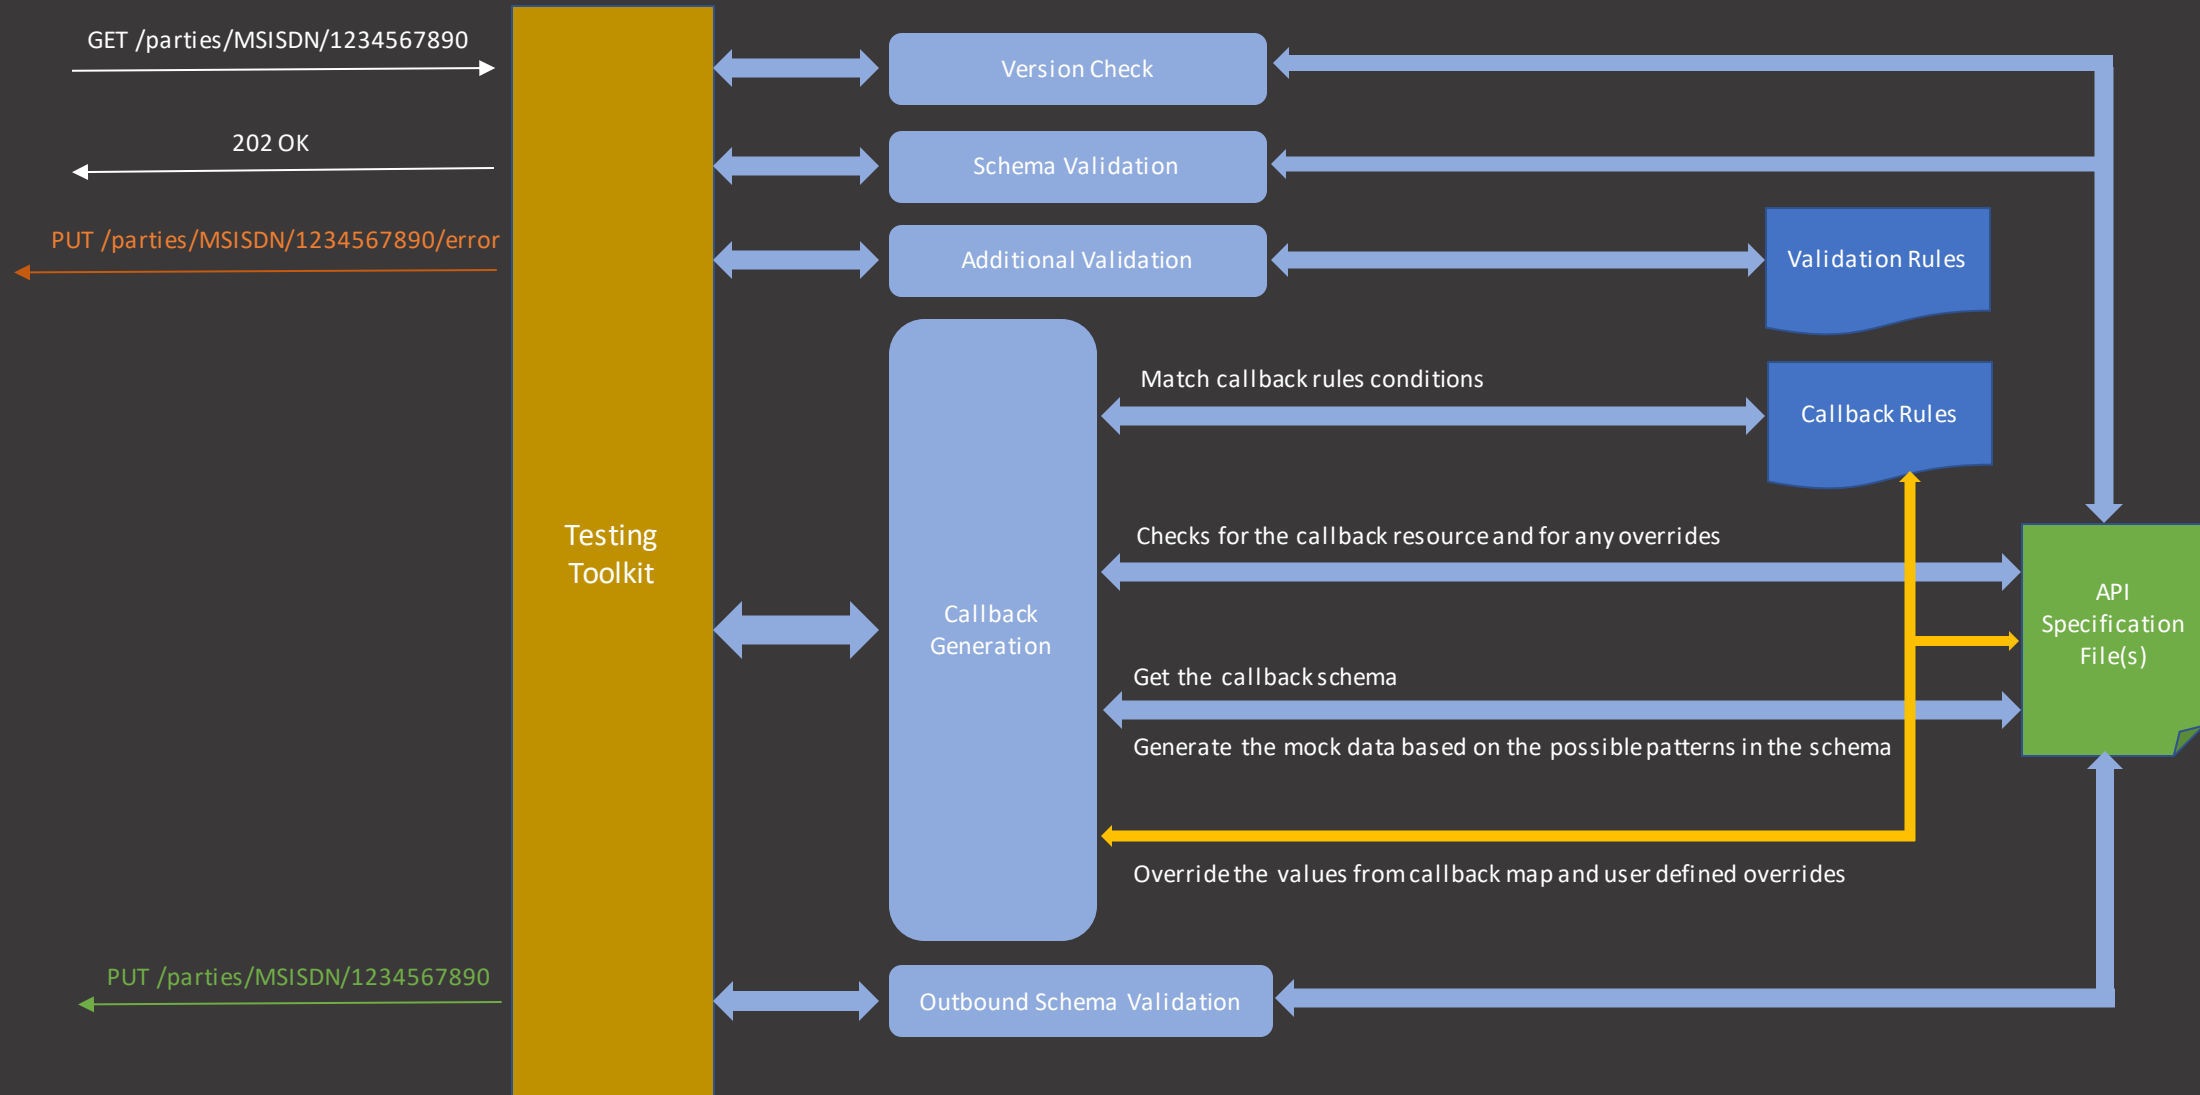 GET /parties/MSISDN/1234567890
Version Check
202 OK
Schema Validation
PUT /parties/MSISDN/1234567890/error
Additional Validation
Validation Rules
Match callback rules conditions
Callback Rules
Testing
Toolkit
Checks for the callback resource and for any overrides
API
Specification
File(s)
Callback
Generation
Get the callback schema
Generate the mock data based on the possible patterns in the schema
Override the values from callback map and user defined overrides
PUT /parties/MSISDN/1234567890
Outbound Schema Validation